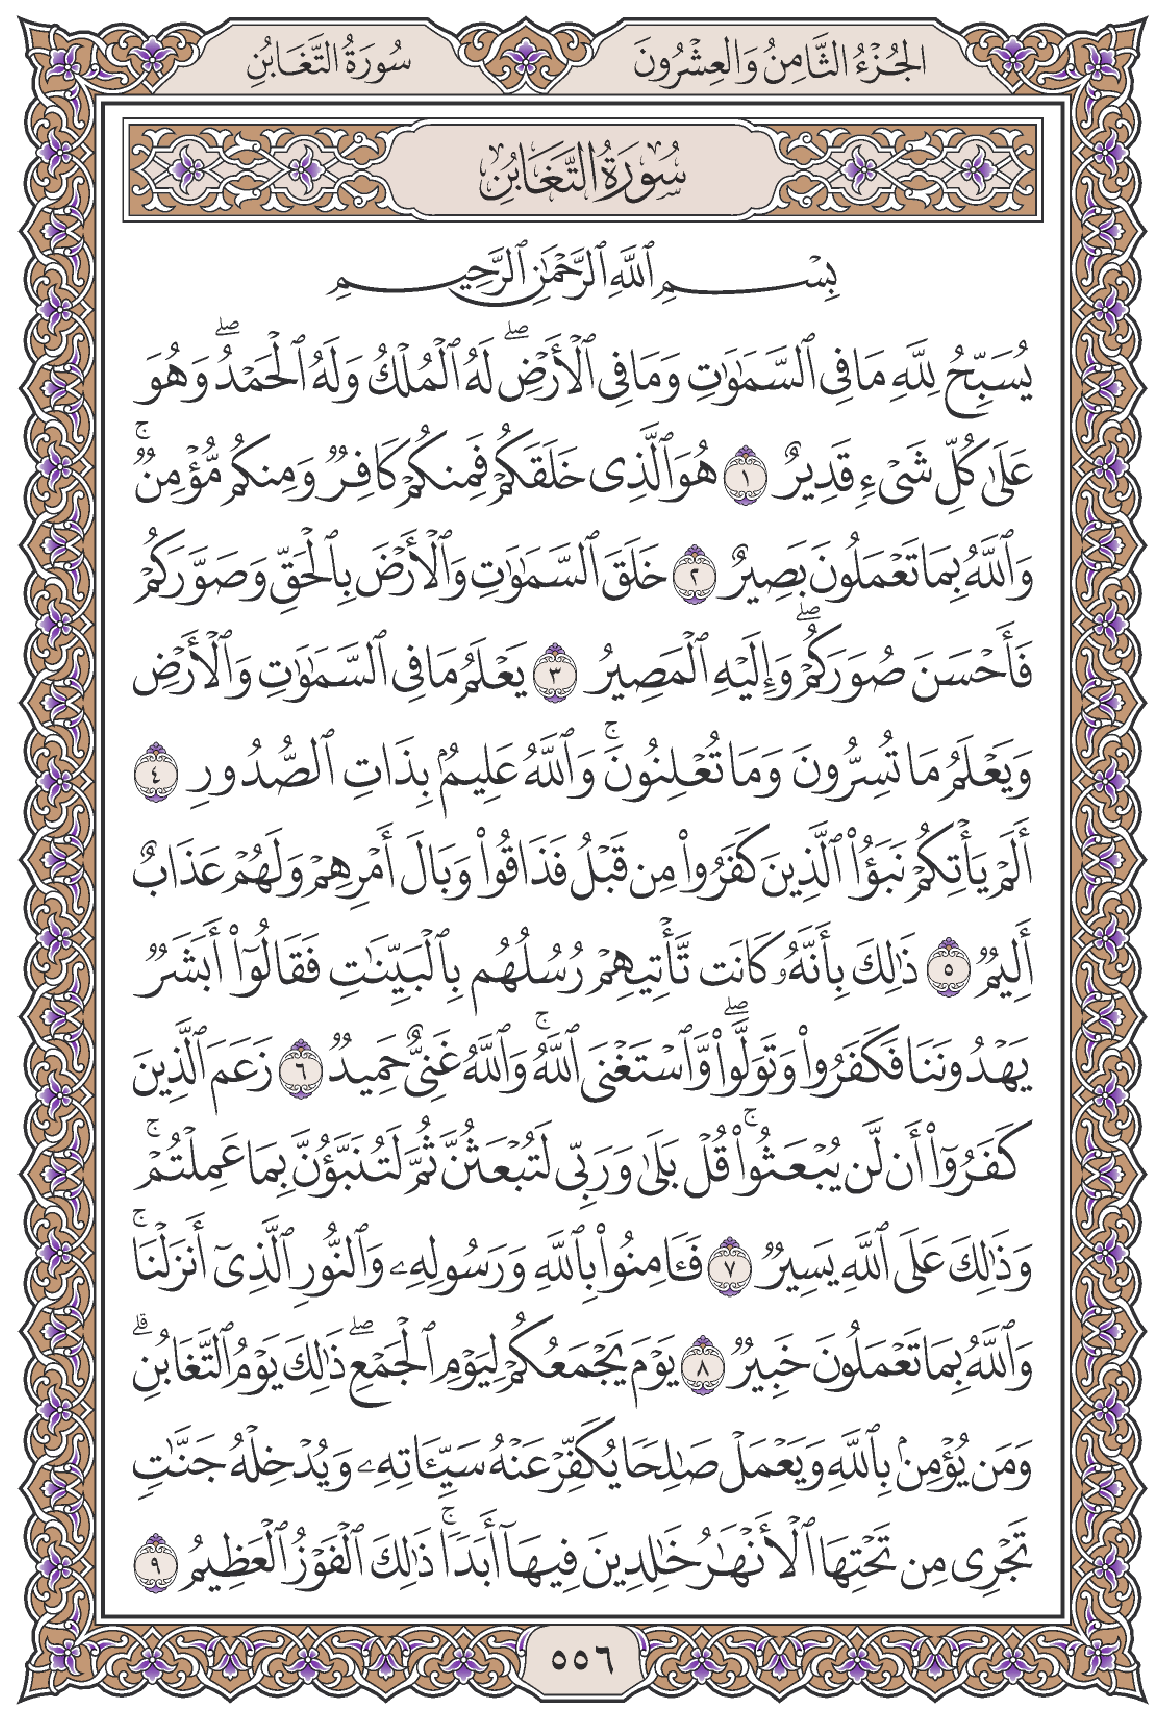 الجُزْءُ الثَّامِنُ وَالعِشْرُونَ
سُورَةُ التَّغَابُنِ
سُورَةُ التَّغَابُنِ
بِسْمِ ٱللَّهِ ٱلرَّحْمَٰنِ ٱلرَّحِيمِ
يُسَبِّحُ لِلَّهِ مَا فِي ٱلسَّمَٰوَٰتِ وَمَا فِي ٱلْأَرْضِۖ لَهُ ٱلْمُلْكُ وَلَهُ ٱلْحَمْدُۖ وَهُوَ
عَلَىٰ كُلِّ شَىْءٍ قَدِيرٌ ١ هُوَ ٱلَّذِى خَلَقَكُمْ فَمِنكُمْ كَافِرٌ وَمِنكُم مُّؤْمِنٌۚ
وَٱللَّهُ بِمَا تَعْمَلُونَ بَصِيرٌ ٢ خَلَقَ ٱلسَّمَٰوَٰتِ وَٱلْأَرْضَ بِٱلْحَقِّ وَصَوَّرَكُمْ
فَأَحْسَنَ صُوَرَكُمْۖ وَإِلَيْهِ ٱلْمَصِيرُ ٣ يَعْلَمُ مَا فِي ٱلسَّمَٰوَٰتِ وَٱلْأَرْضِ
وَيَعْلَمُ مَا تُسِرُّونَ وَمَا تُعْلِنُونَۚ وَٱللَّهُ عَلِيمُۢ بِذَاتِ ٱلصُّدُورِ ٤
أَلَمْ يَأْتِكُمْ نَبَؤُا۟ ٱلَّذِينَ كَفَرُوا۟ مِن قَبْلُ فَذَاقُوا۟ وَبَالَ أَمْرِهِمْ وَلَهُمْ عَذَابٌ
أَلِيمٌ ٥ ذَٰلِكَ بِأَنَّهُۥ كَانَت تَّأْتِيهِمْ رُسُلُهُم بِٱلْبَيِّنَٰتِ فَقَالُوٓا۟ أَبَشَرٌ
يَهْدُونَنَا فَكَفَرُوا۟ وَتَوَلَّوا۟ۖ وَّٱسْتَغْنَى ٱللَّهُۚ وَٱللَّهُ غَنِىٌّ حَمِيدٌ ٦ زَعَمَ ٱلَّذِينَ
كَفَرُوٓا۟ أَن لَّن يُبْعَثُوا۟ۚ قُلْ بَلَىٰ وَرَبِّى لَتُبْعَثُنَّ ثُمَّ لَتُنَبَّؤُنَّ بِمَا عَمِلْتُمْۚ
وَذَٰلِكَ عَلَى ٱللَّهِ يَسِيرٌ ٧ فَـَٔامِنُوا۟ بِٱللَّهِ وَرَسُولِهِۦ وَٱلنُّورِ ٱلَّذِىٓ أَنزَلْنَاۚ
وَٱللَّهُ بِمَا تَعْمَلُونَ خَبِيرٌ ٨ يَوْمَ يَجْمَعُكُمْ لِيَوْمِ ٱلْجَمْعِۖ ذَٰلِكَ يَوْمُ ٱلتَّغَابُنِۗ
وَمَن يُؤْمِنۢ بِٱللَّهِ وَيَعْمَلْ صَٰلِحًا يُكَفِّرْ عَنْهُ سَيِّـَٔاتِهِۦ وَيُدْخِلْهُ جَنَّٰتٍ
تَجْرِى مِن تَحْتِهَا ٱلْأَنْهَٰرُ خَٰلِدِينَ فِيهَآ أَبَدًاۚ ذَٰلِكَ ٱلْفَوْزُ ٱلْعَظِيمُ ٩
٥٥٦